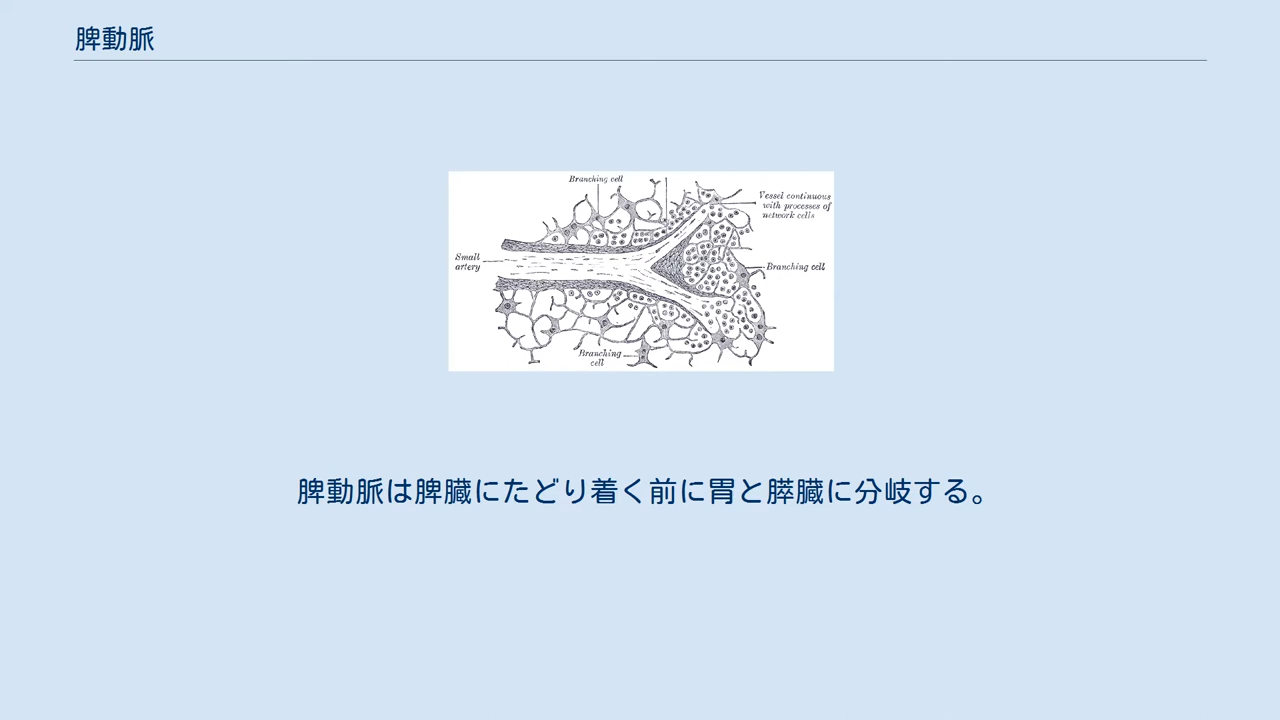 脾動脈
Branching cell
Vessel continuous
with processes of
network cells
Small
artery
Branching cell
Branching
cell
脾動脈は脾臓にたどり着く前に胃と膵臓に分岐する。